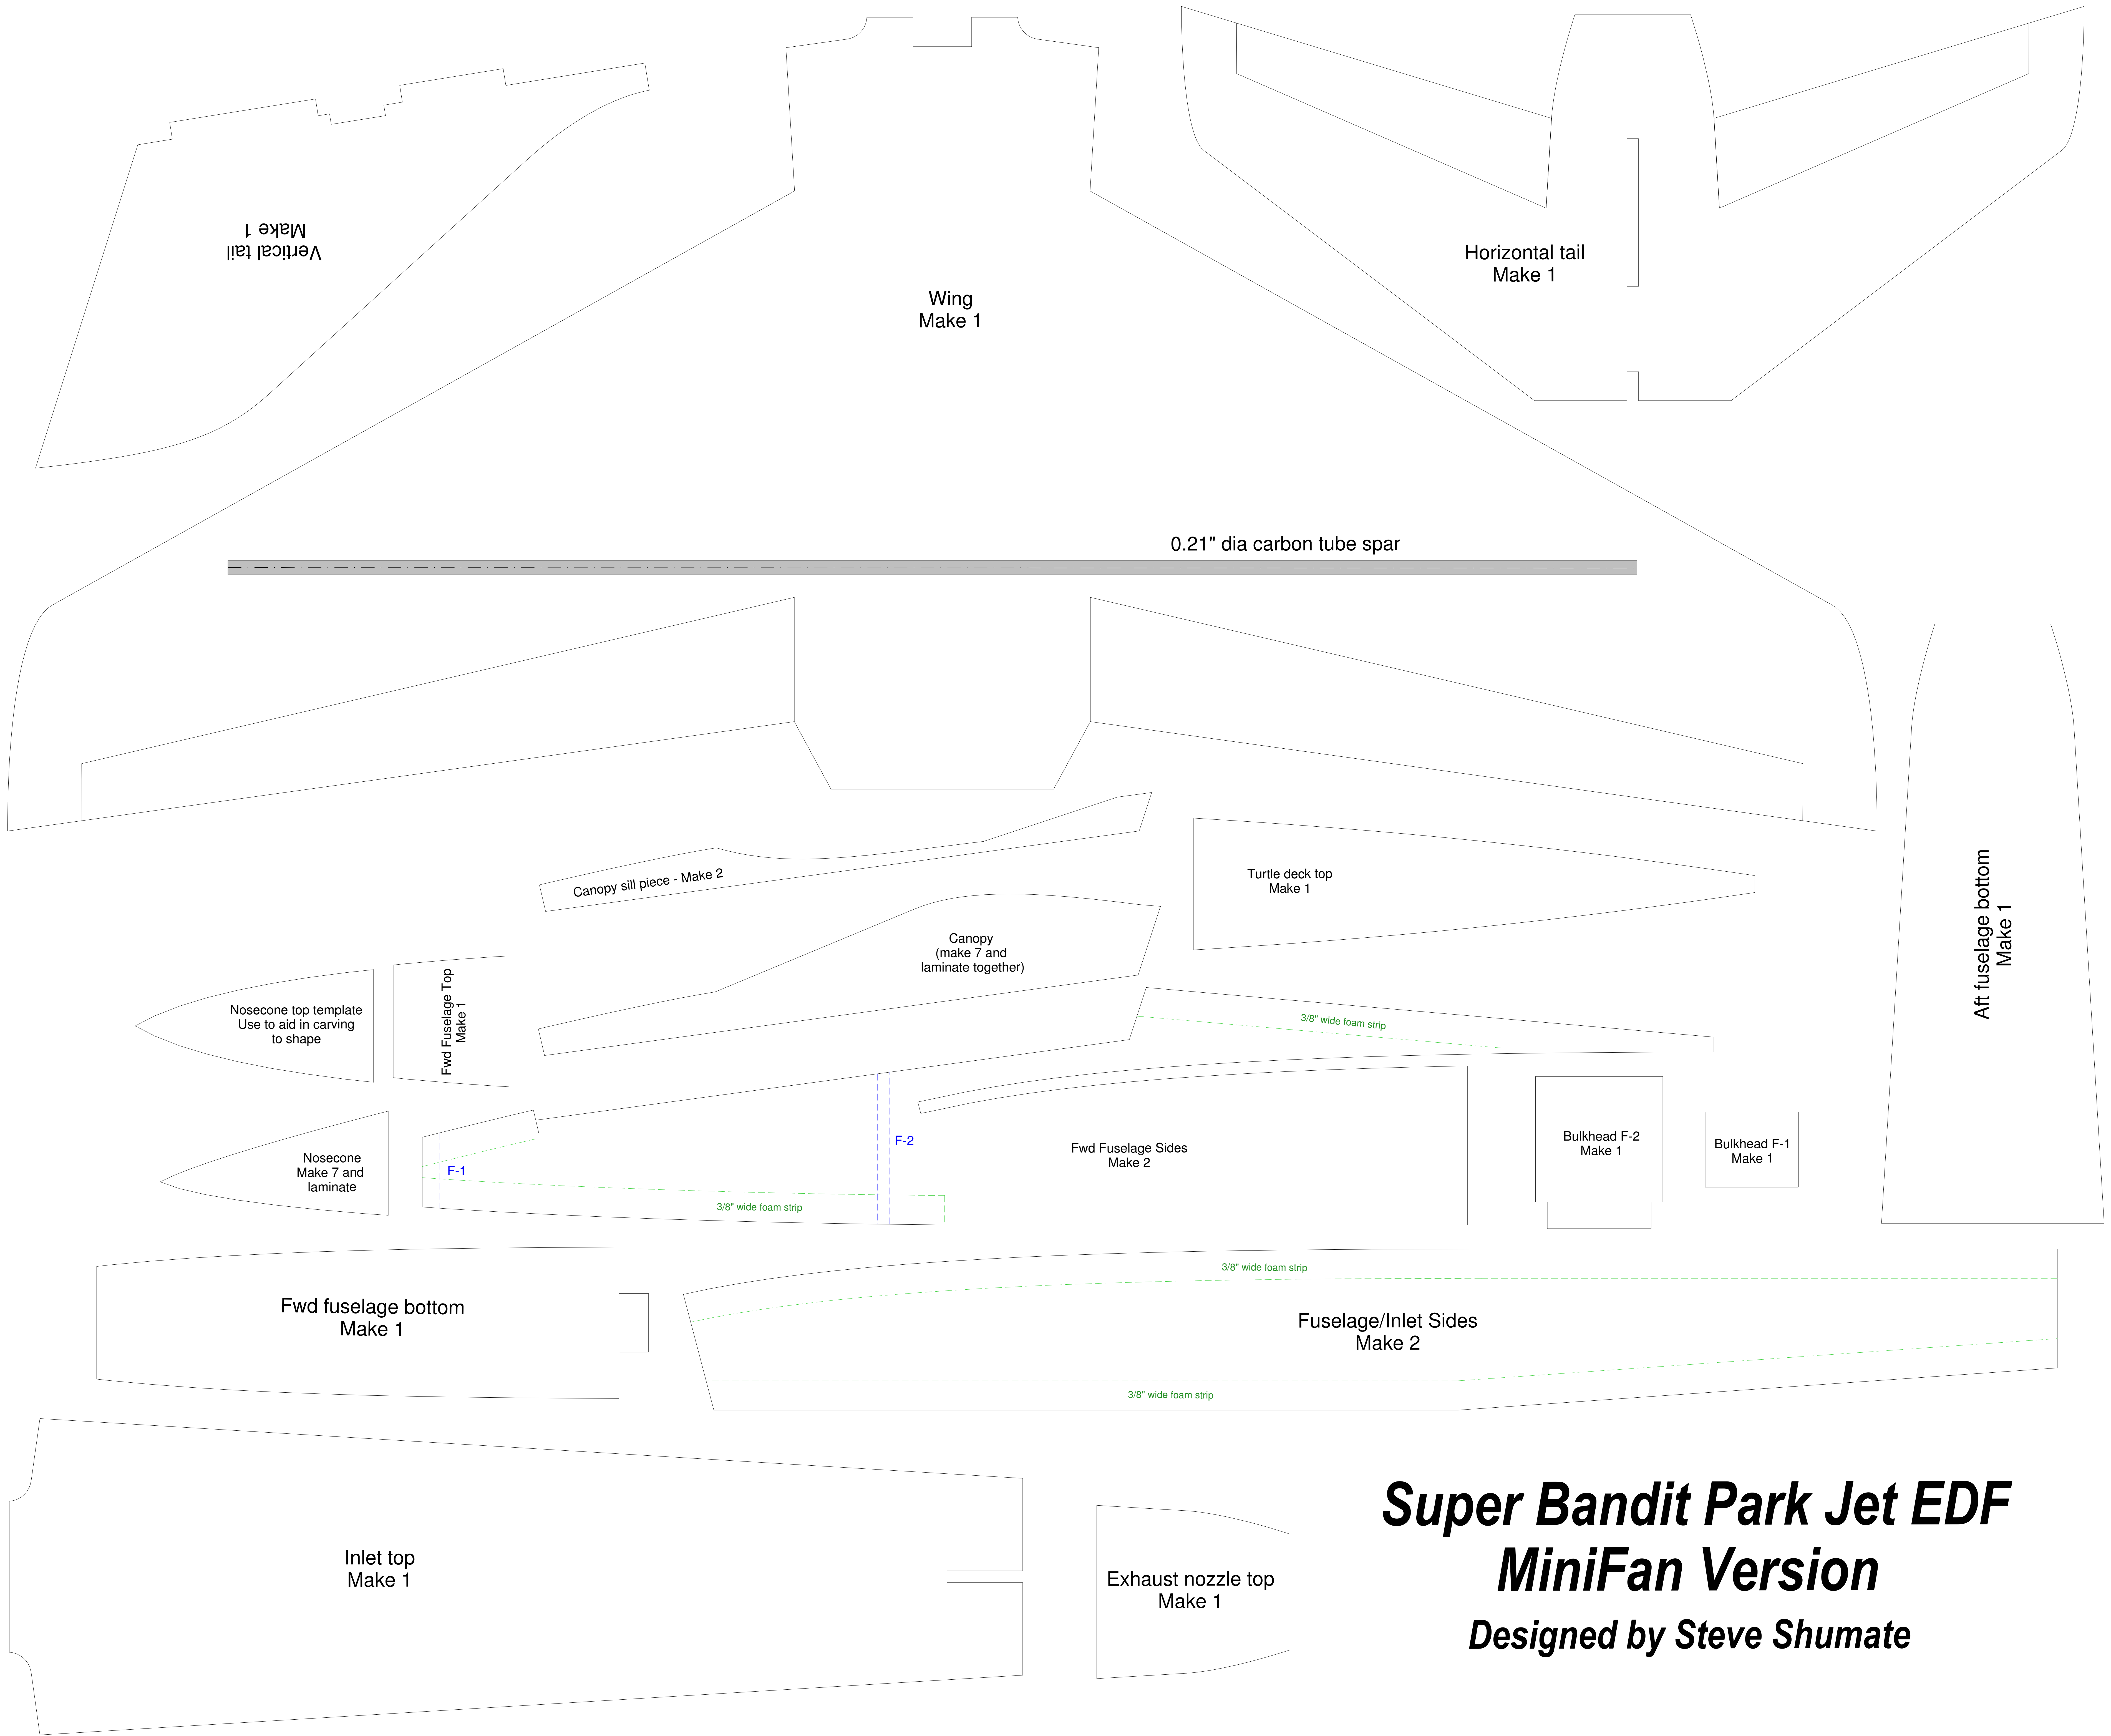 Vertical tail
Make 1
Wing
Make 1
Horizontal tail
Make 1
0.21" dia carbon tube spar
Canopy sill piece - Make 2
Turtle deck top
Make 1
Aft fuselage bottom
Make 1
Canopy
(make 7 and
laminate together)
Nosecone top template
Use to aid in carving
to shape
Fwd Fuselage Top
Make 1
3/8" wide foam strip
Nosecone
Make 7 and
laminate
F-1
F-2
Fwd Fuselage Sides
Make 2
3/8" wide foam strip
Bulkhead F-2
Make 1
Bulkhead F-1
Make 1
Fwd fuselage bottom
Make 1
3/8" wide foam strip
Fuselage/Inlet Sides
Make 2
3/8" wide foam strip
Inlet top
Make 1
Exhaust nozzle top
Make 1
Super Bandit Park Jet EDF
MiniFan Version
Designed by Steve Shumate